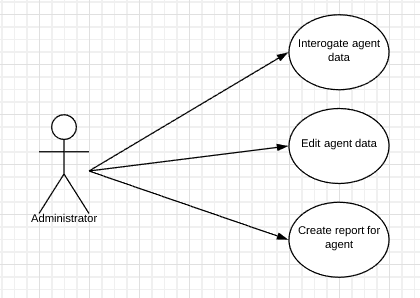 Interogate agent
data
Edit agent data
Administrator
Create report for
agent